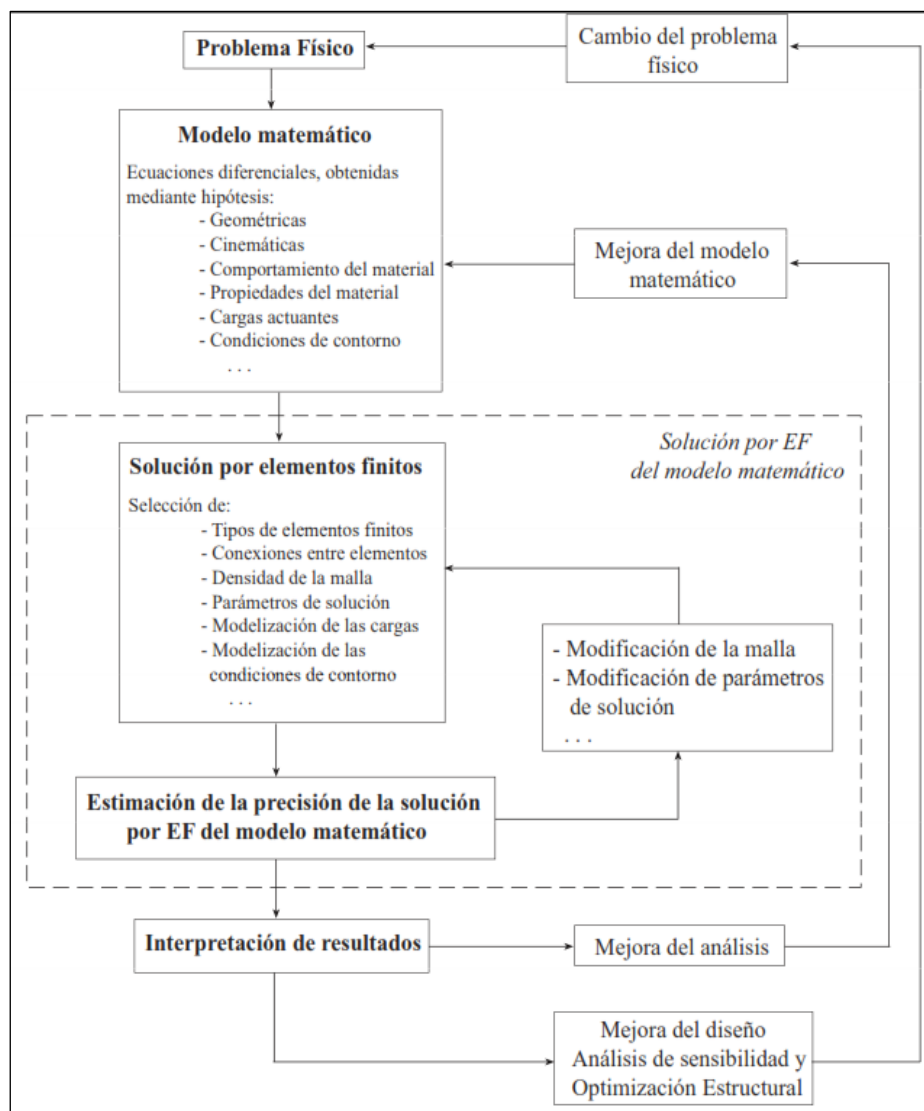 Problema Físico
Cambio del problema
físico
Modelo matemático
Ecuaciones diferenciales, obtenidas
mediante hipótesis:
- Geométricas
- Cinemáticas
- Comportamiento del material
- Propiedades del material
- Cargas actuantes
- Condiciones de contorno
. . .
Mejora del modelo
matemático
Solución por EF
del modelo matemático
Solución por elementos finitos
Selección de:
- Tipos de elementos finitos
- Conexiones entre elementos
- Densidad de la malla
- Parámetros de solución
- Modelización de las cargas
- Modelización de las
condiciones de contorno
. . .
- Modificación de la malla
- Modificación de parámetros
de solución
. . .
Estimación de la precisión de la solución
por EF del modelo matemático
Interpretación de resultados
Mejora del análisis
Mejora del diseño
Análisis de sensibilidad y
Optimización Estructural